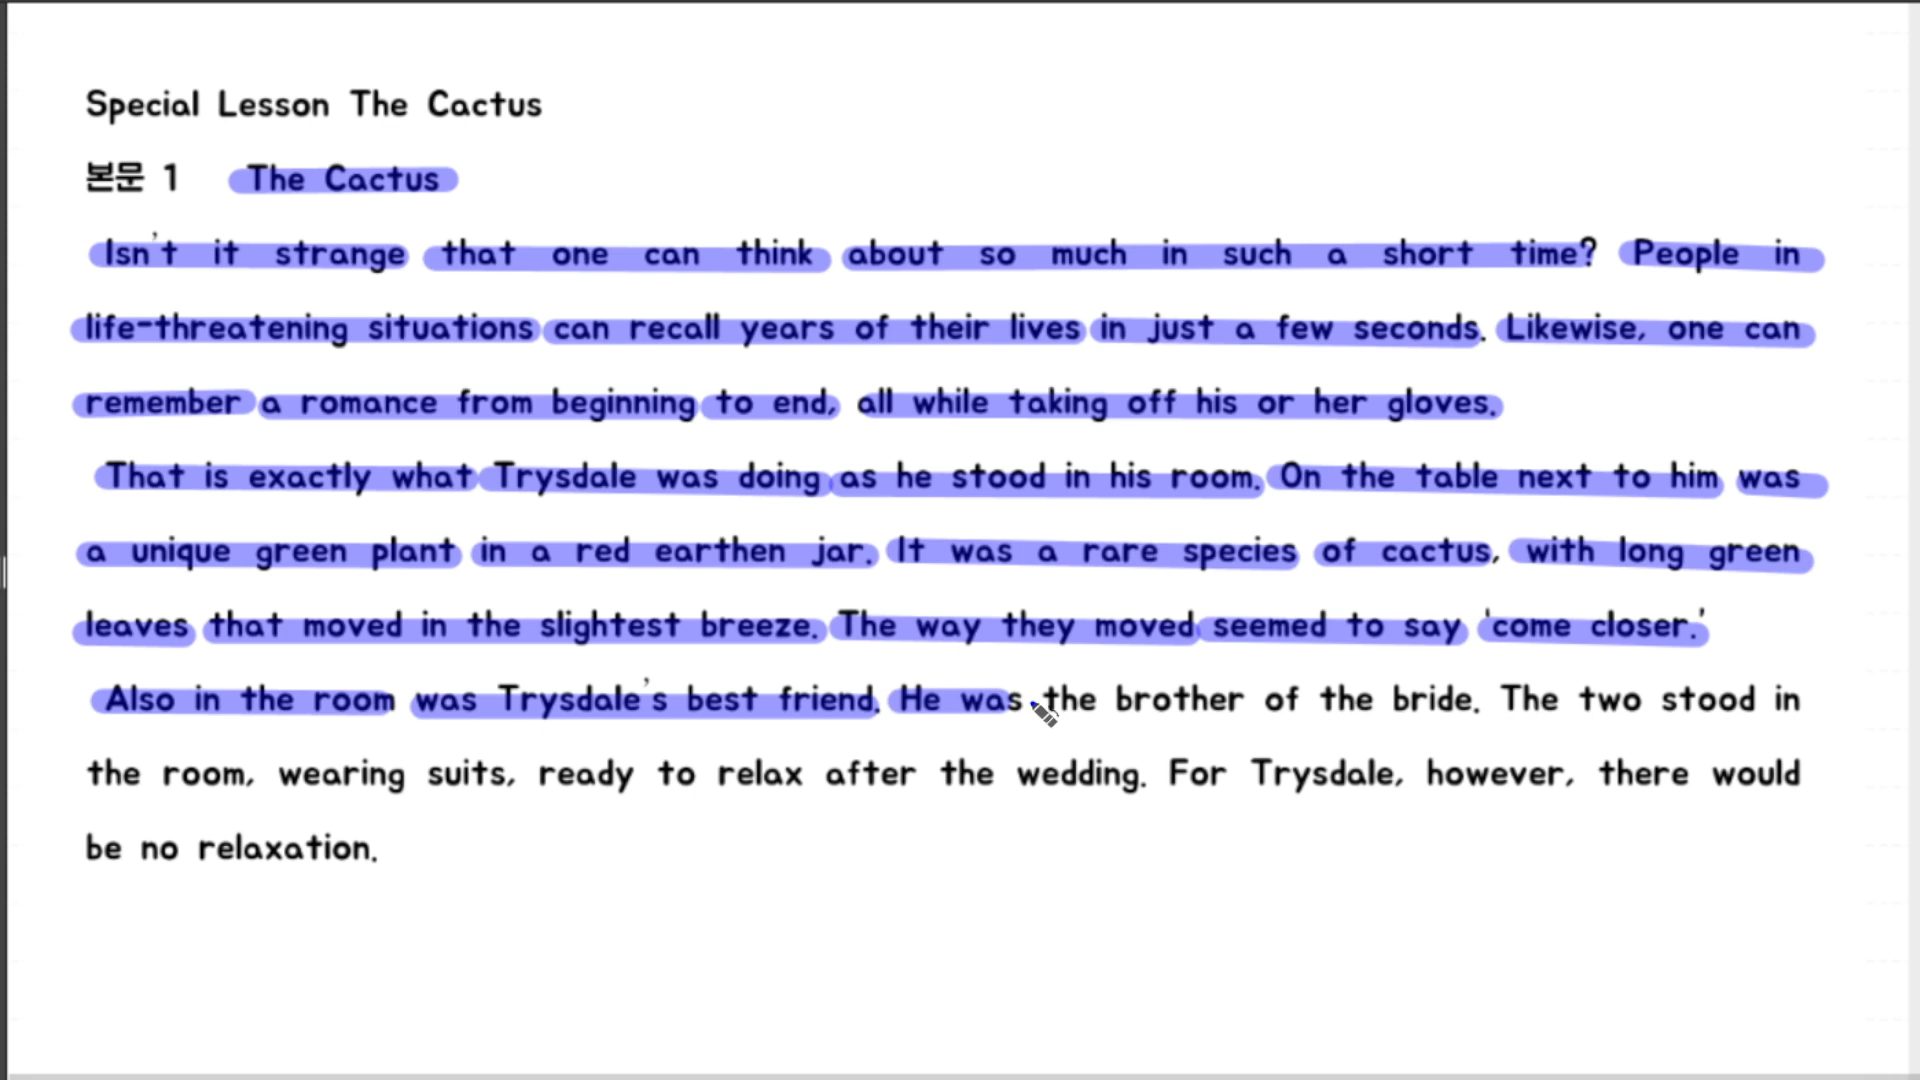 Special Lesson The Cactus
본문 1 The Cactus
Isn't it strange that one can think about so much in such a short time? People in
life-threatening situations can recall years of their lives in just a few seconds. Likewise, one can
remember a romance from beginning to end, all while taking off his or her gloves.
That is exactly what Trysdale was doing as he stood in his room. On the table next to him was
a unique green plant in a red earthen jar. It was a rare species of cactus, with long green
leaves that moved in the slightest breeze. The way they moved seemed to say 'come closer.'
Also in the room was Trysdale's best friend. He was the brother of the bride. The two stood in
the room, wearing suits, ready to relax after the wedding. For Trysdale, however, there would
be no relaxation.